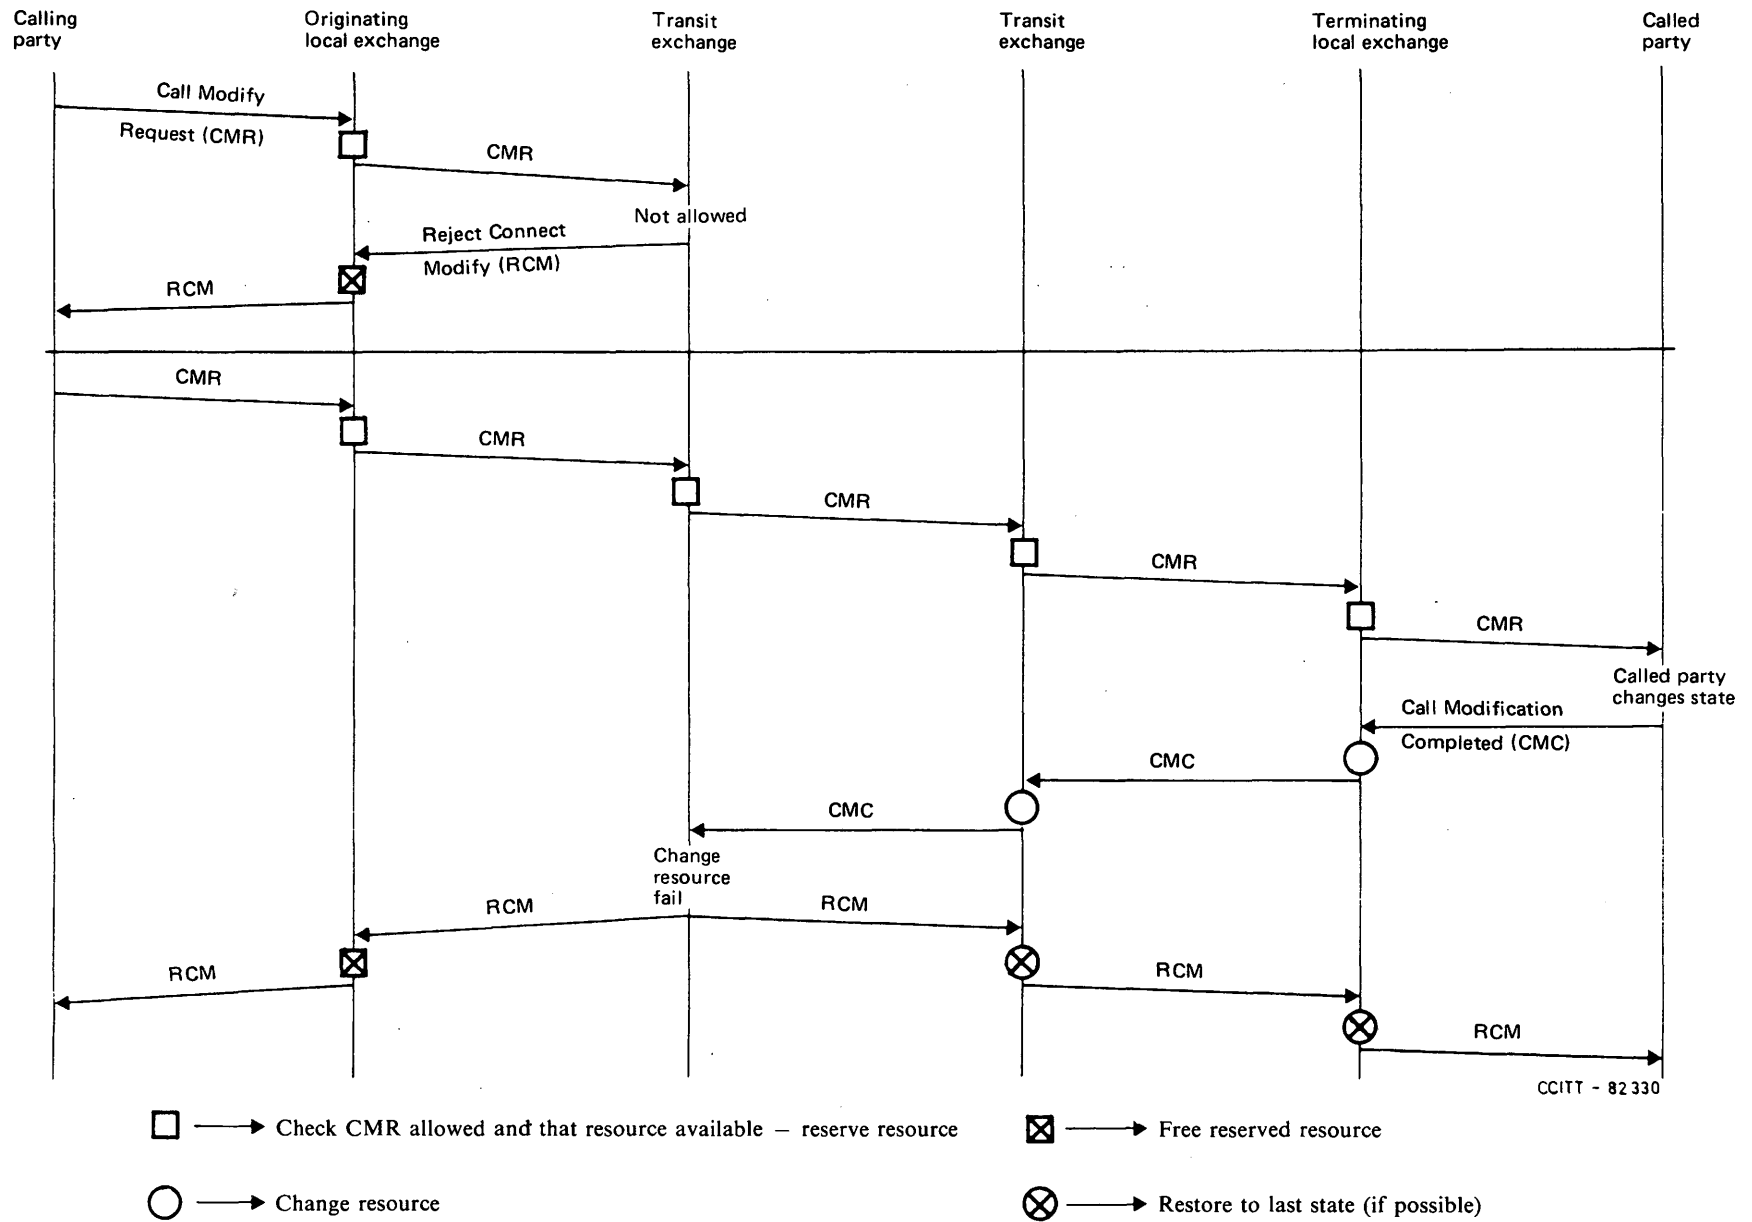 Calling
party
Originating
local exchange
Transit
exchange
Transit
exchange
Terminating
local exchange
Called
party
Call Modify
Request (CMR)
CMR
Not allowed
Reject Connect
Modify (RCM)
RCM
CMR
CMR
CMR
CMR
CMR
Called party
changes state
Call Modification
Completed (CMC)
CMC
CMC
Change
resource
fail
RCM
RCM
RCM
RCM
RCM
CCITT - 82 330
Check CMR allowed and that resource available – reserve resource
Free reserved resource
Change resource
Restore to last state (if possible)